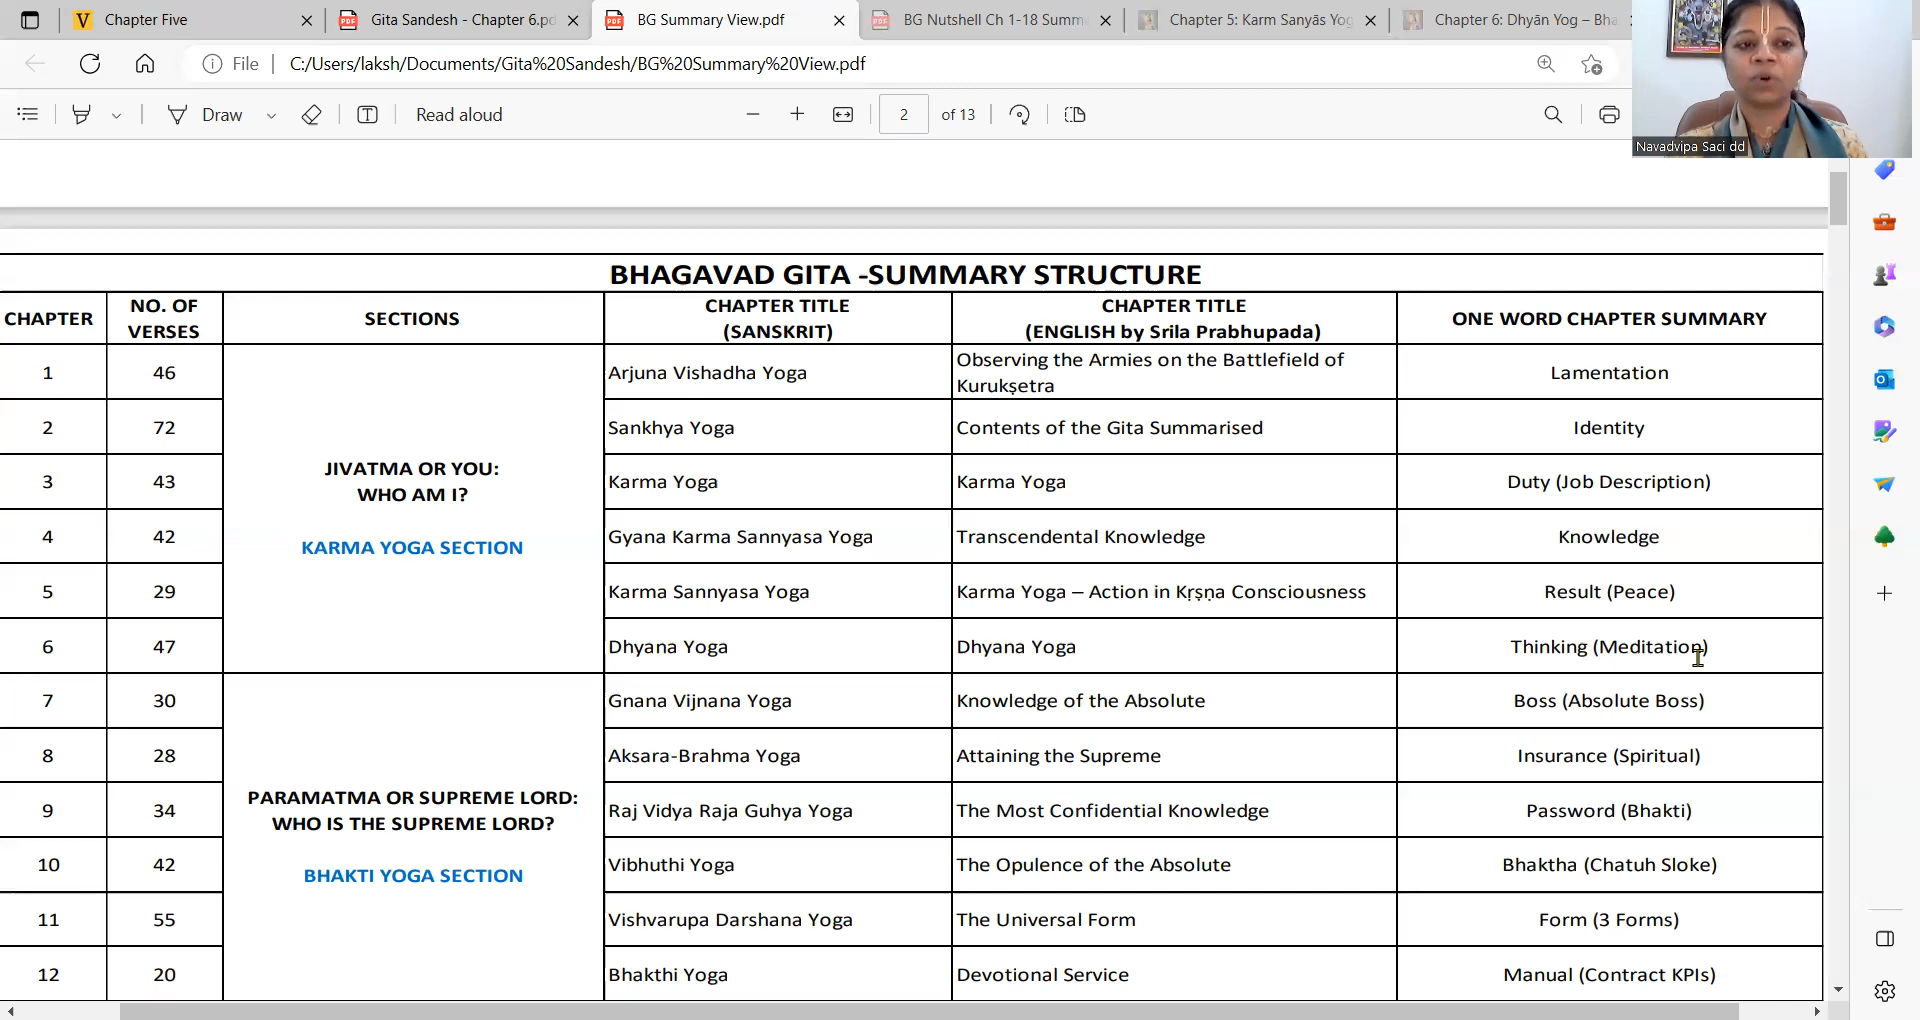 Chapter Five
Gita Sandesh - Chapter 6.pd
BG Summary View.pdf
BG Nutshell Ch 1-18 Summ
Chapter 5: Karm Sanyās Yog
Chapter 6: Dhyān Yog – Bha
File
C:/Users/laksh/Documents/Gita%20Sandesh/BG%20Summary%20View.pdf
Draw
Read aloud
2 of 13
Navadvipa Saci dd
BHAGAVAD GITA -SUMMARY STRUCTURE
CHAPTER
NO. OF
VERSES
SECTIONS
CHAPTER TITLE
(SANSKRIT)
CHAPTER TITLE
(ENGLISH by Srila Prabhupada)
ONE WORD CHAPTER SUMMARY
1 46 Arjuna Vishadha Yoga Observing the Armies on the Battlefield of
Kurukṣetra Lamentation
2 72 Sankhya Yoga Contents of the Gita Summarised Identity
JIVATMA OR YOU:
WHO AM I?
3 43 Karma Yoga Karma Yoga Duty (Job Description)
KARMA YOGA SECTION
4 42 Gyana Karma Sannyasa Yoga Transcendental Knowledge Knowledge
5 29 Karma Sannyasa Yoga Karma Yoga – Action in Kṛṣṇa Consciousness Result (Peace)
6 47 Dhyana Yoga Dhyana Yoga Thinking (Meditation)
7 30 Gnana Vijnana Yoga Knowledge of the Absolute Boss (Absolute Boss)
8 28 Aksara-Brahma Yoga Attaining the Supreme Insurance (Spiritual)
PARAMATMA OR SUPREME LORD:
WHO IS THE SUPREME LORD?
9 34 Raj Vidya Raja Guhya Yoga The Most Confidential Knowledge Password (Bhakti)
BHAKTI YOGA SECTION
10 42 Vibhuthi Yoga The Opulence of the Absolute Bhaktha (Chatuh Sloke)
11 55 Vishvarupa Darshana Yoga The Universal Form Form (3 Forms)
12 20 Bhakthi Yoga Devotional Service Manual (Contract KPIs)